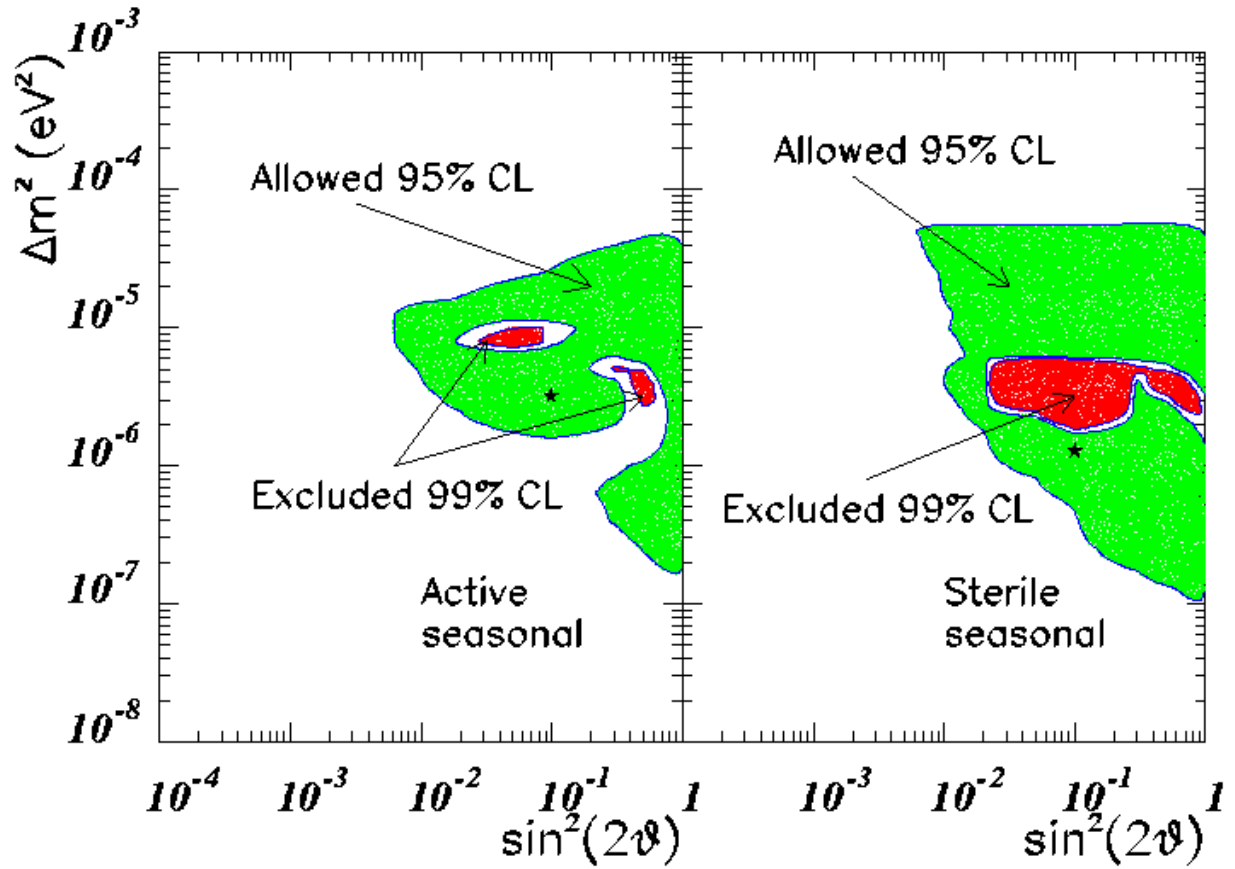 Δm² (eV²)
10⁻³
10⁻⁴
10⁻⁵
10⁻⁶
10⁻⁷
10⁻⁸
Allowed 95% CL
Excluded 99% CL
Active
seasonal
Allowed 95% CL
Excluded 99% CL
Sterile
seasonal
10⁻⁴ 10⁻³ 10⁻² 10⁻¹ 1 10⁻³ 10⁻² 10⁻¹ 1
sin²(2ϑ) sin²(2ϑ)